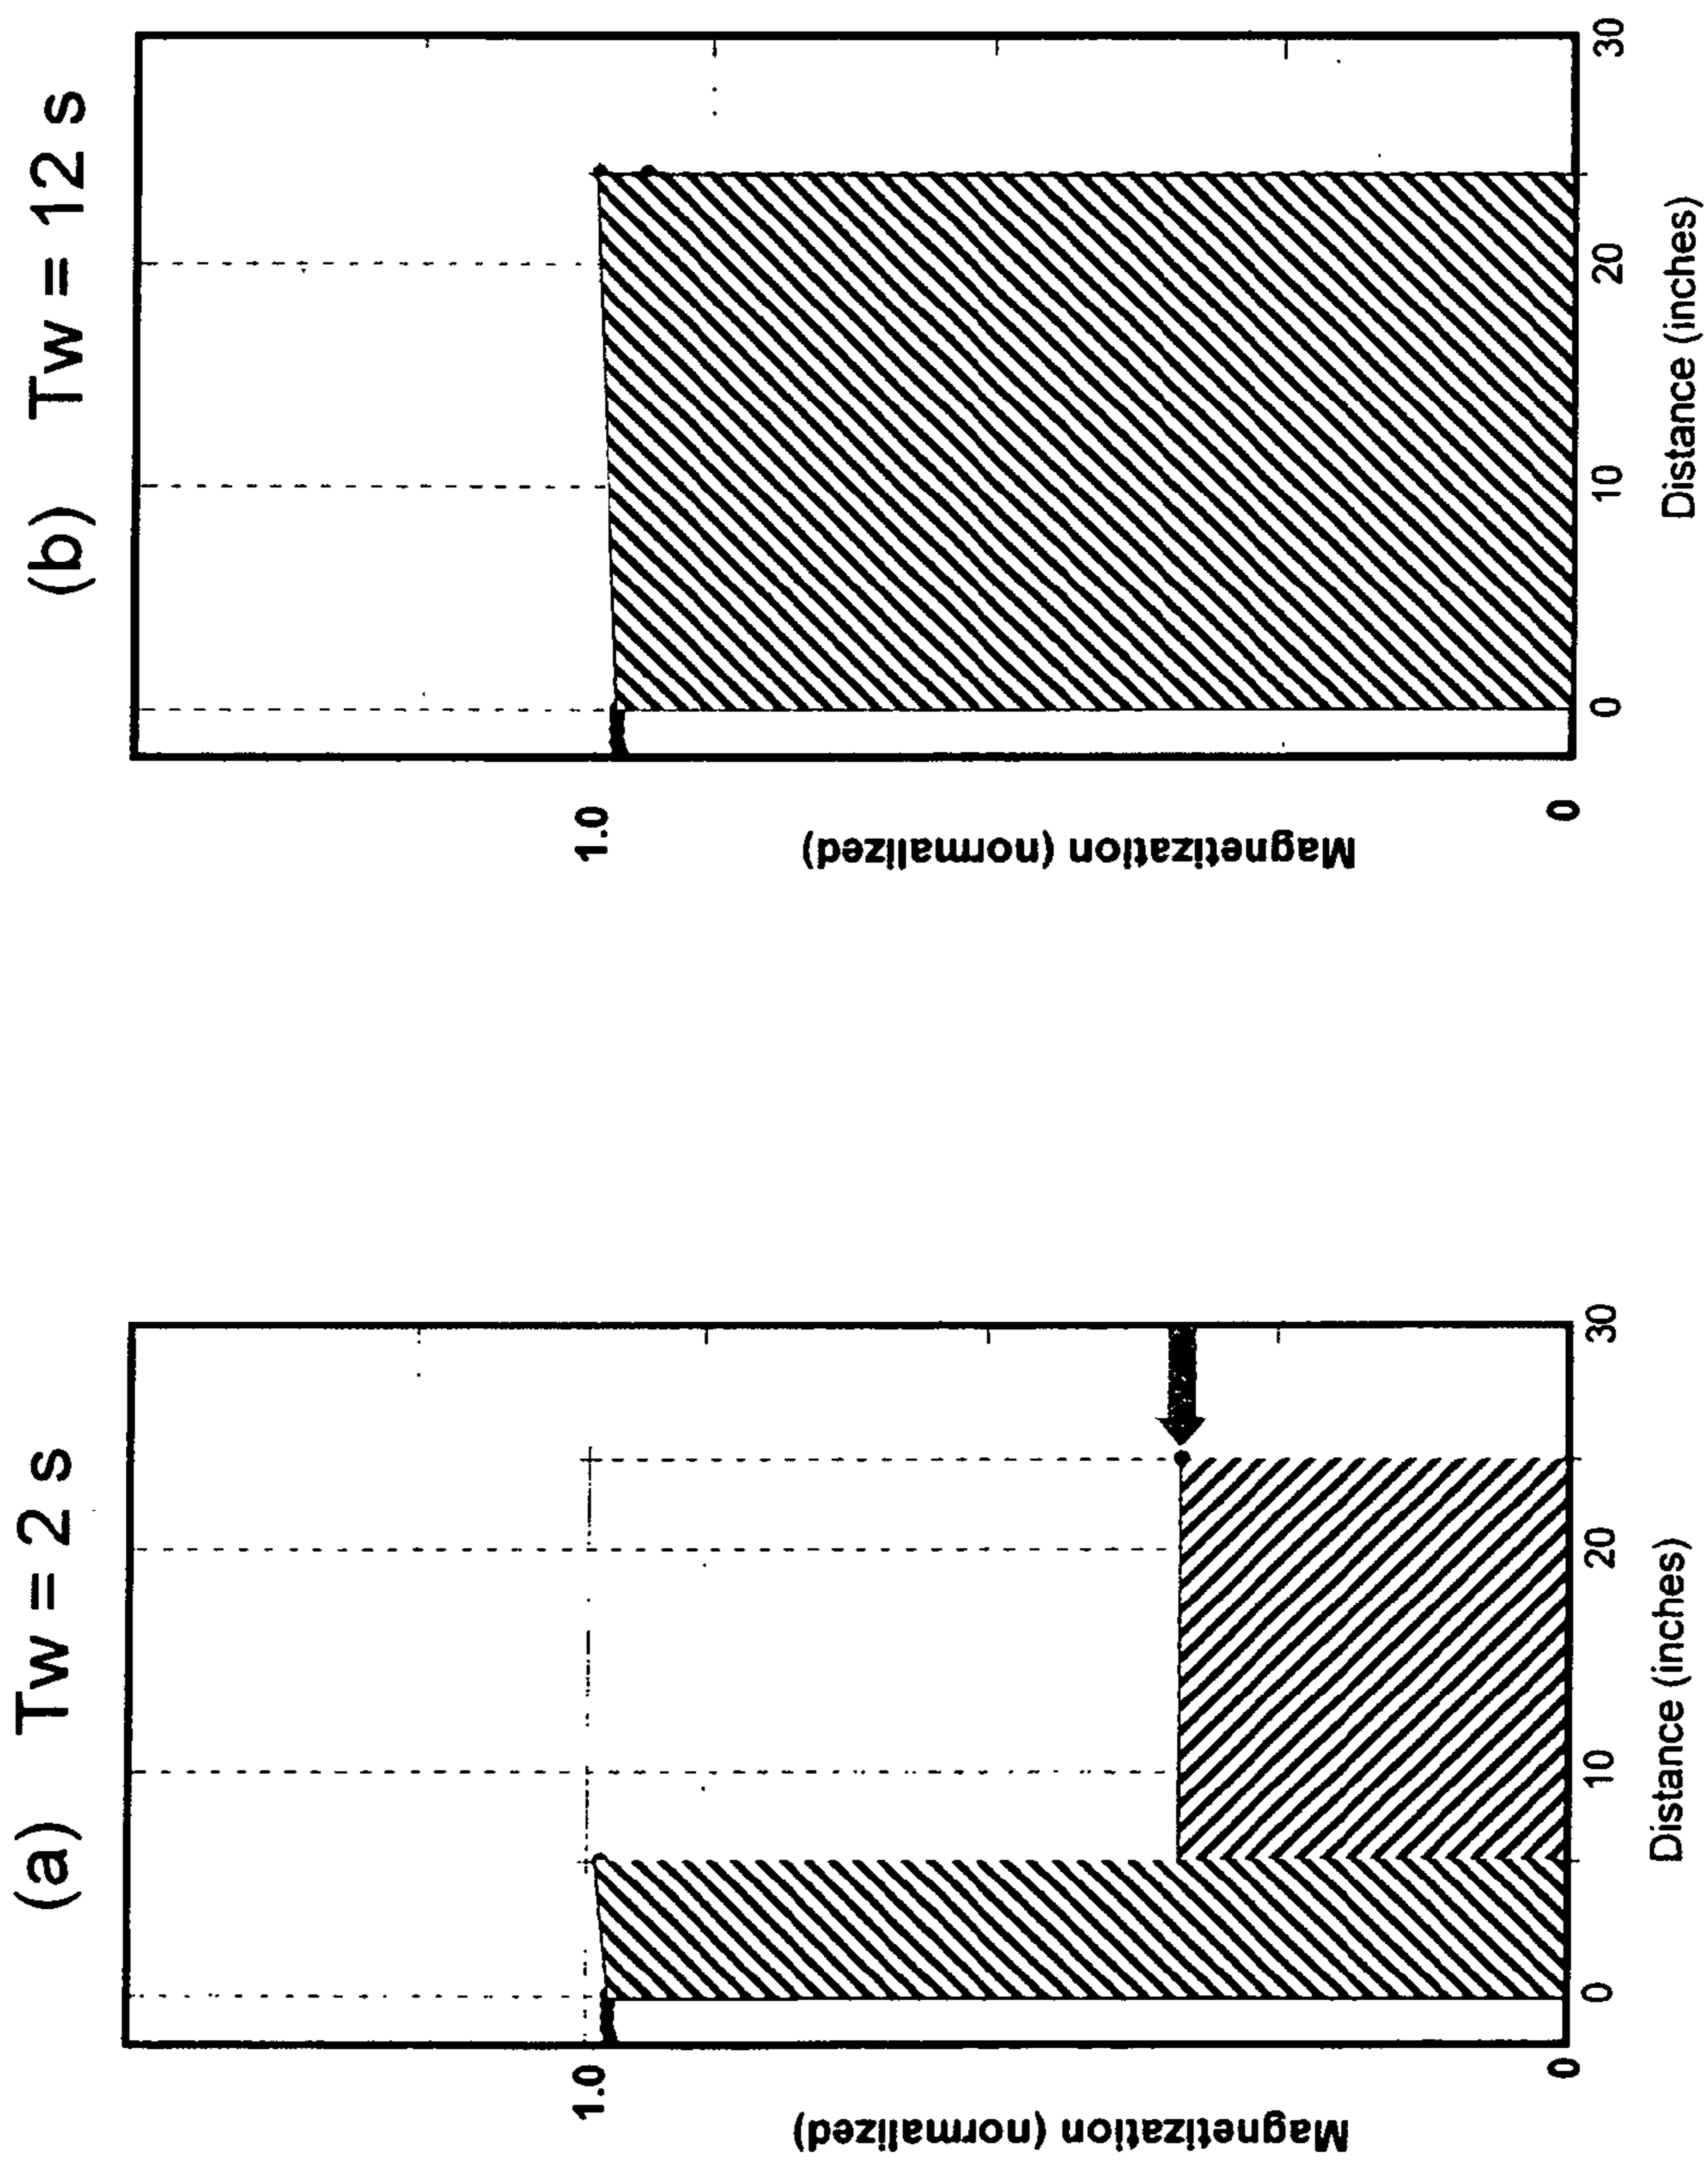 (a) Tw = 2 s
Magnetization (normalized)
1.0
0
0
10
20
30
Distance (inches)
(b) Tw = 12 s
Magnetization (normalized)
1.0
0
0
10
20
30
Distance (inches)